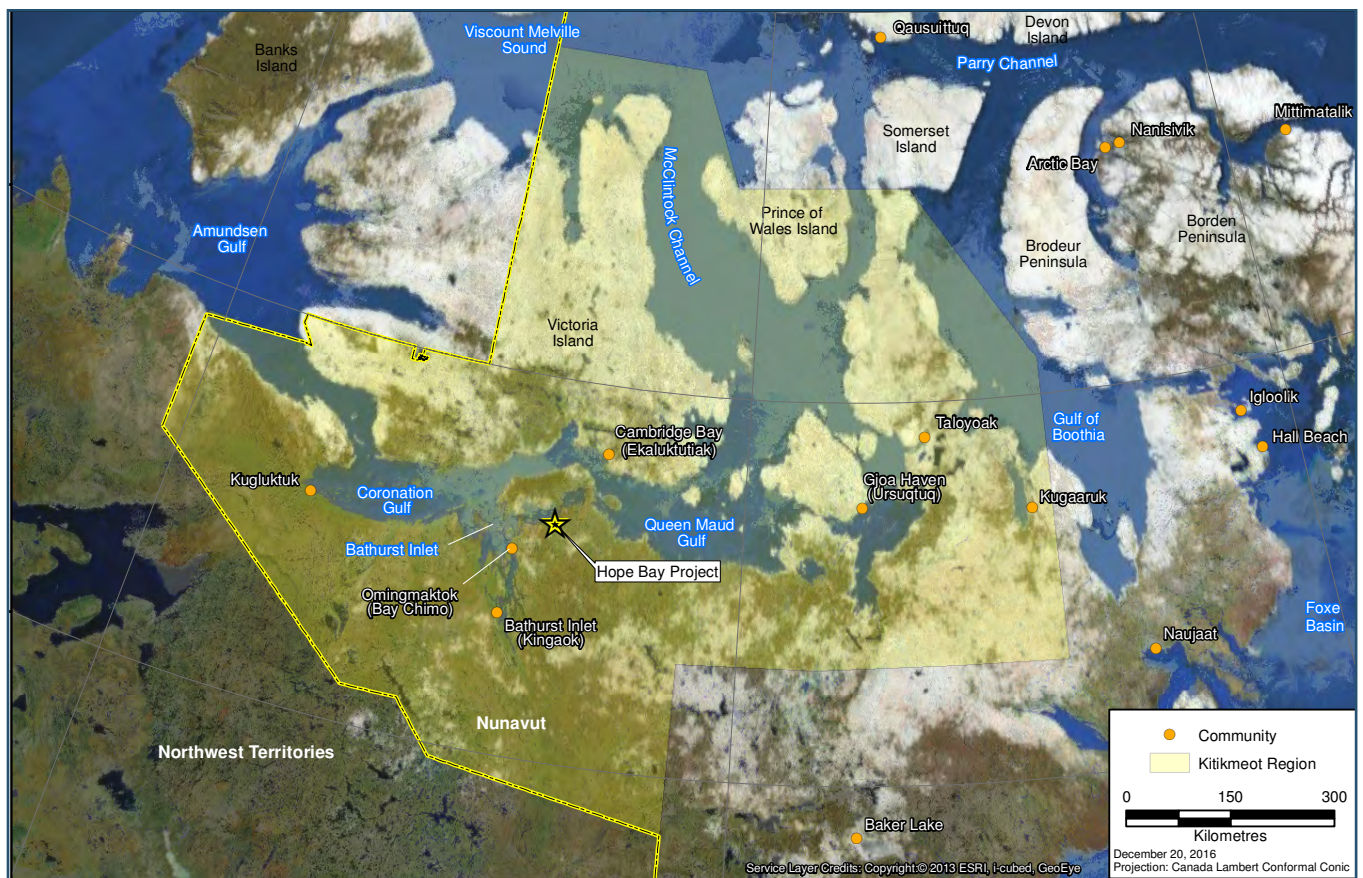 Viscount Melville
Sound
Qausuittuq
Devon
Island
Banks
Island
Parry Channel
Mittimatalik
Nanisivik
Somerset
Island
Arctic Bay
McClintock Channel
Prince of
Wales Island
Borden
Peninsula
Amundsen
Gulf
Brodeur
Peninsula
Victoria
Island
Igloolik
Taloyoak
Gulf of
Boothia
Hall Beach
Cambridge Bay
(Ekaluktutiak)
Kugluktuk
Coronation
Gulf
Gjoa Haven
(Ursuqtuq)
Kugaaruk
Queen Maud
Gulf
Bathurst Inlet
Hope Bay Project
Omingmaktok
(Bay Chimo)
Bathurst Inlet
(Kingaok)
Foxe
Basin
Naujaat
Nunavut
Northwest Territories
Community
Kitikmeot Region
0 150 300
Kilometres
Baker Lake
December 20, 2016
Projection: Canada Lambert Conformal Conic
Service Layer Credits: Copyright:© 2013 ESRI, i-cubed, GeoEye